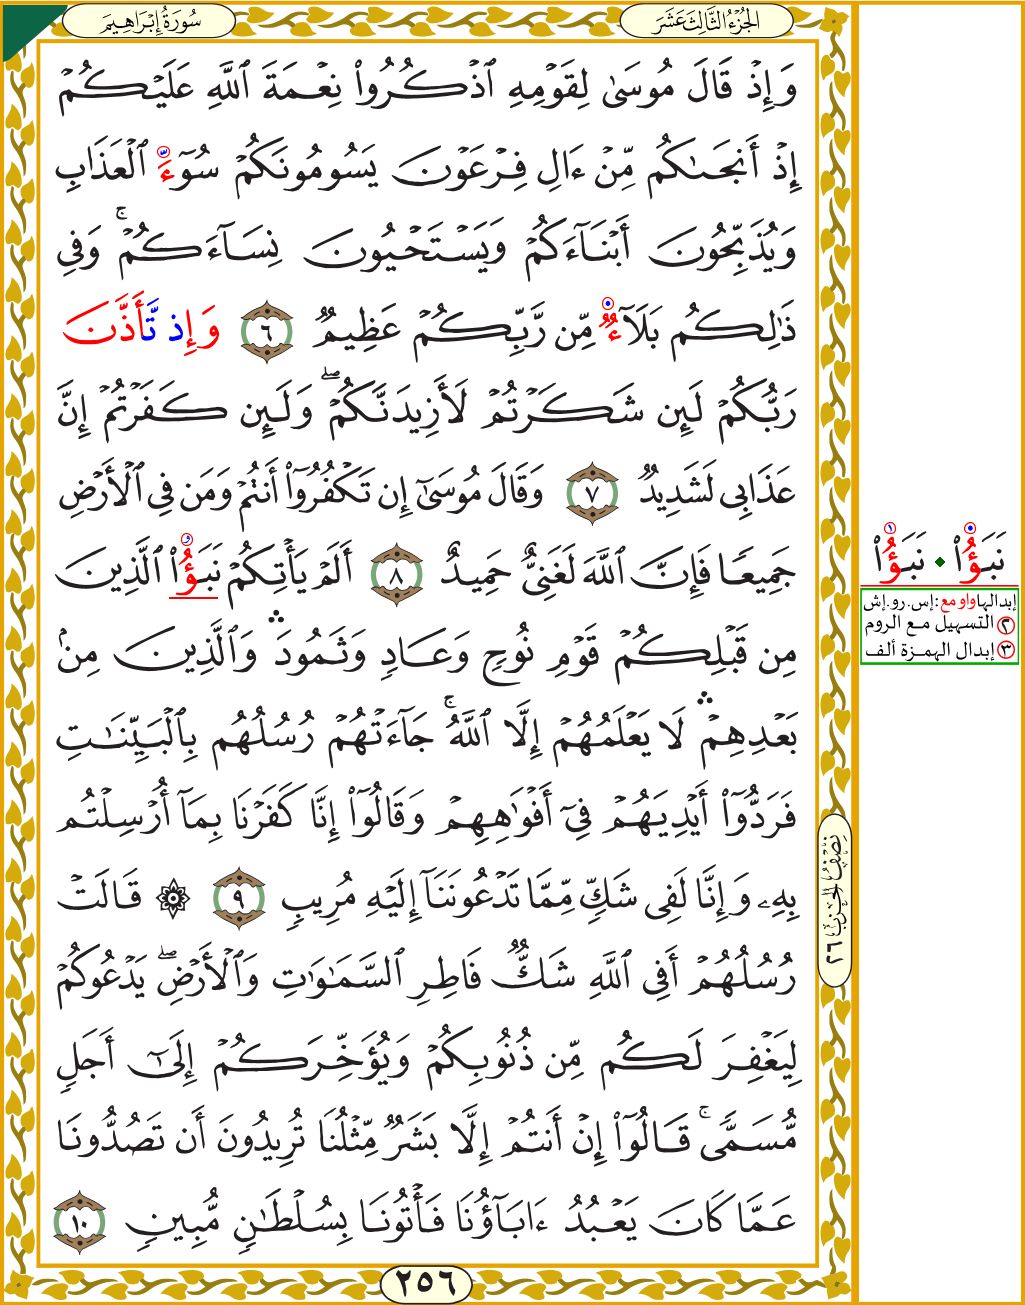 الجُزْءُ الثَّالِثَ عَشَرَ
سُورَةُ إِبْرَاهِيمَ
وَإِذْ قَالَ مُوسَىٰ لِقَوْمِهِ ٱذْكُرُوا۟ نِعْمَةَ ٱللَّهِ عَلَيْكُمْ
إِذْ أَنجَىٰكُم مِّنْ ءَالِ فِرْعَوْنَ يَسُومُونَكُمْ سُوٓءَ ٱلْعَذَابِ
وَيُذَبِّحُونَ أَبْنَآءَكُمْ وَيَسْتَحْيُونَ نِسَآءَكُمْ ۚ وَفِى
ذَٰلِكُم بَلَآءٌ مِّن رَّبِّكُمْ عَظِيمٌ ٦ وَإِذ تَّأَذَّنَ
رَبُّكُمْ لَئِن شَكَرْتُمْ لَأَزِيدَنَّكُمْ ۖ وَلَئِن كَفَرْتُمْ إِنَّ
عَذَابِى لَشَدِيدٌ ٧ وَقَالَ مُوسَىٰٓ إِن تَكْفُرُوٓا۟ أَنتُمْ وَمَن فِى ٱلْأَرْضِ
جَمِيعًا فَإِنَّ ٱللَّهَ لَغَنِىٌّ حَمِيدٌ ٨ أَلَمْ يَأْتِكُمْ نَبَؤُا۟ ٱلَّذِينَ
مِن قَبْلِكُمْ قَوْمِ نُوحٍ وَعَادٍ وَثَمُودَ ۛ وَٱلَّذِينَ مِنۢ
بَعْدِهِمْ ۛ لَا يَعْلَمُهُمْ إِلَّا ٱللَّهُ ۚ جَآءَتْهُمْ رُسُلُهُم بِٱلْبَيِّنَـٰتِ
فَرَدُّوٓا۟ أَيْدِيَهُمْ فِىٓ أَفْوَٰهِهِمْ وَقَالُوٓا۟ إِنَّا كَفَرْنَا بِمَآ أُرْسِلْتُم
بِهِۦ وَإِنَّا لَفِى شَكٍّ مِّمَّا تَدْعُونَنَآ إِلَيْهِ مُرِيبٍ ٩ ۞ قَالَتْ
رُسُلُهُمْ أَفِى ٱللَّهِ شَكٌّ فَاطِرِ ٱلسَّمَـٰوَٰتِ وَٱلْأَرْضِ ۖ يَدْعُوكُمْ
لِيَغْفِرَ لَكُم مِّن ذُنُوبِكُمْ وَيُؤَخِّرَكُمْ إِلَىٰٓ أَجَلٍ
مُّسَمًّى ۚ قَالُوٓا۟ إِنْ أَنتُمْ إِلَّا بَشَرٌ مِّثْلُنَا تُرِيدُونَ أَن تَصُدُّونَا
عَمَّا كَانَ يَعْبُدُ ءَابَآؤُنَا فَأْتُونَا بِسُلْطَـٰنٍ مُّبِينٍ ١٠
نَبَؤُا۟ ۰ نَبَؤُا۟ ١
إبدالها واو مع: إس. رو. إش
٢ التسهيل مع الروم
٣ إبدال الهمزة ألف
نِصْفُ الحِزْبِ ٢٦
٢٥٦